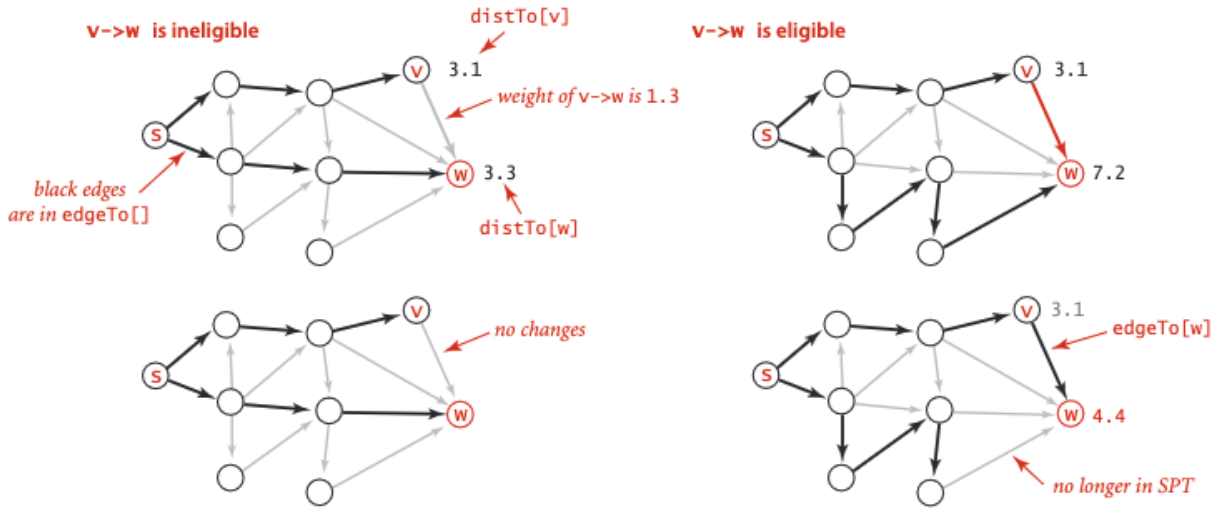 v->w is ineligible
distTo[v]
v 3.1
weight of v->w is 1.3
s
black edges
are in edgeTo[]
w 3.3
distTo[w]
v->w is eligible
v 3.1
s
w 7.2
v
no changes
s
w
v 3.1
edgeTo[w]
s
w 4.4
no longer in SPT